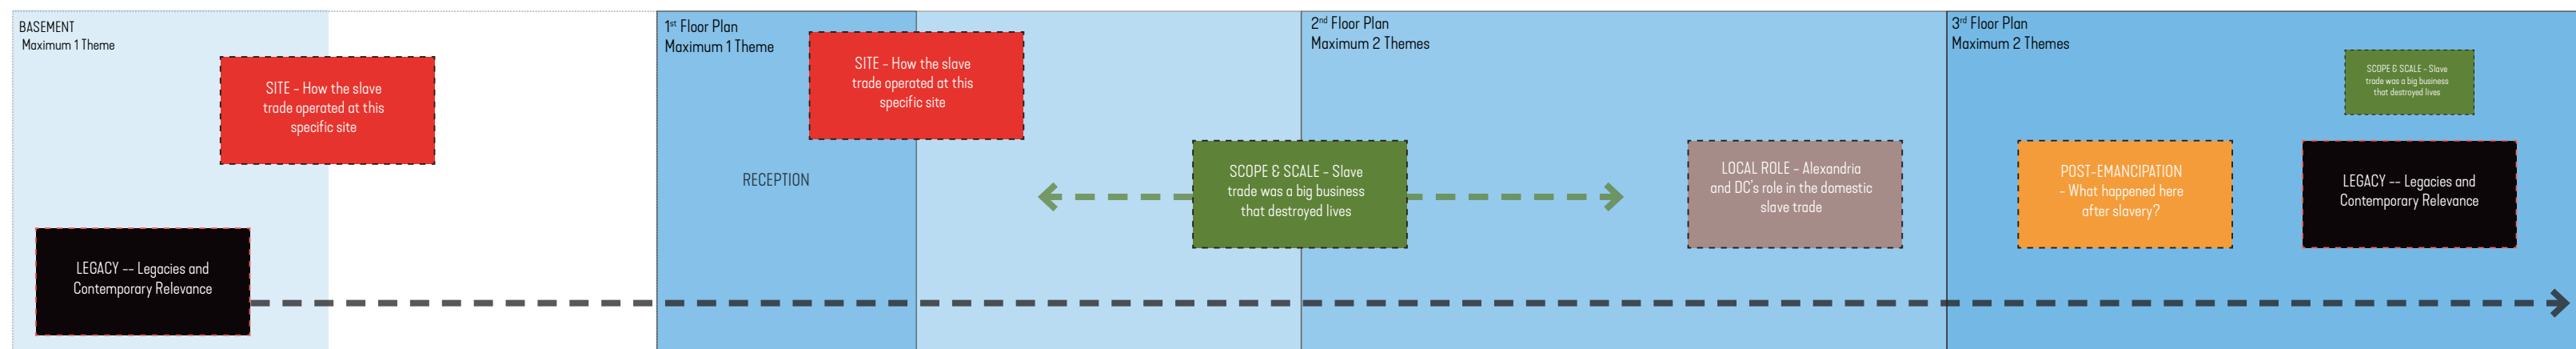 BASEMENT
Maximum 1 Theme
SITE - How the slave
trade operated at this
specific site
LEGACY -- Legacies and
Contemporary Relevance
1st Floor Plan
Maximum 1 Theme
SITE - How the slave
trade operated at this
specific site
RECEPTION
SCOPE & SCALE - Slave
trade was a big business
that destroyed lives
2nd Floor Plan
Maximum 2 Themes
LOCAL ROLE - Alexandria
and DC's role in the domestic
slave trade
3rd Floor Plan
Maximum 2 Themes
SCOPE & SCALE - Slave
trade was a big business
that destroyed lives
POST-EMANCIPATION
- What happened here
after slavery?
LEGACY -- Legacies and
Contemporary Relevance